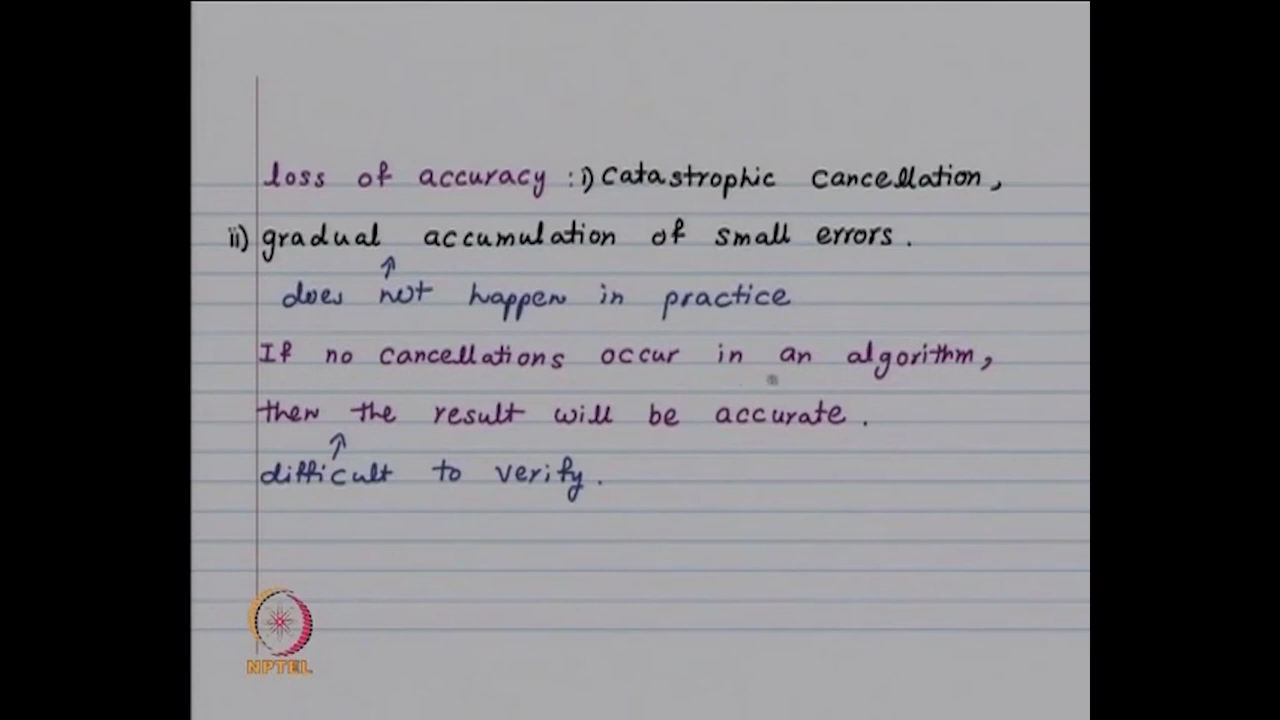 loss of accuracy : i) catastrophic cancellation,
ii) gradual accumulation of small errors.
↑
does not happen in practice
If no cancellations occur in an algorithm,
then the result will be accurate.
↑
difficult to verify.
NPTEL